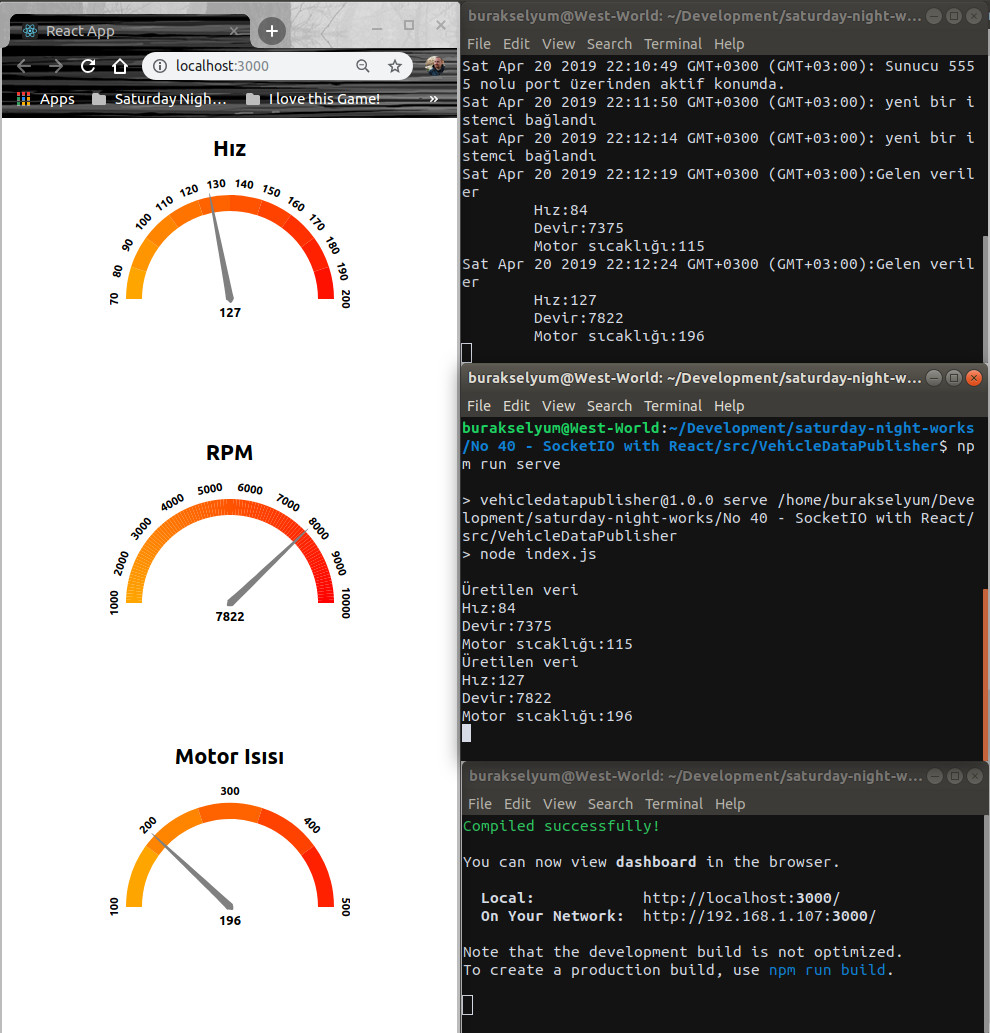 React App
localhost:3000
Apps Saturday Nigh... I love this Game! »
Hız
70 80 90 100 110 120 130 140 150 160 170 180 190 200
127
RPM
1000 2000 3000 4000 5000 6000 7000 8000 9000 10000
7822
Motor Isısı
100 200 300 400 500
196
burakselyum@West-World: ~/Development/saturday-night-w...
File Edit View Search Terminal Help
Sat Apr 20 2019 22:10:49 GMT+0300 (GMT+03:00): Sunucu 555
5 nolu port üzerinden aktif konumda.
Sat Apr 20 2019 22:11:50 GMT+0300 (GMT+03:00): yeni bir i
stemci bağlandı
Sat Apr 20 2019 22:12:14 GMT+0300 (GMT+03:00): yeni bir i
stemci bağlandı
Sat Apr 20 2019 22:12:19 GMT+0300 (GMT+03:00):Gelen veril
er
Hız:84
Devir:7375
Motor sıcaklığı:115
Sat Apr 20 2019 22:12:24 GMT+0300 (GMT+03:00):Gelen veril
er
Hız:127
Devir:7822
Motor sıcaklığı:196
burakselyum@West-World: ~/Development/saturday-night-w...
File Edit View Search Terminal Help
burakselyum@West-World:~/Development/saturday-night-works
/No 40 - SocketIO with React/src/VehicleDataPublisher$ np
m run serve
> vehicledatapublisher@1.0.0 serve /home/burakselyum/Deve
lopment/saturday-night-works/No 40 - SocketIO with React/
src/VehicleDataPublisher
> node index.js
Üretilen veri
Hız:84
Devir:7375
Motor sıcaklığı:115
Üretilen veri
Hız:127
Devir:7822
Motor sıcaklığı:196
burakselyum@West-World: ~/Development/saturday-night-w...
File Edit View Search Terminal Help
Compiled successfully!
You can now view dashboard in the browser.
Local: http://localhost:3000/
On Your Network: http://192.168.1.107:3000/
Note that the development build is not optimized.
To create a production build, use npm run build.